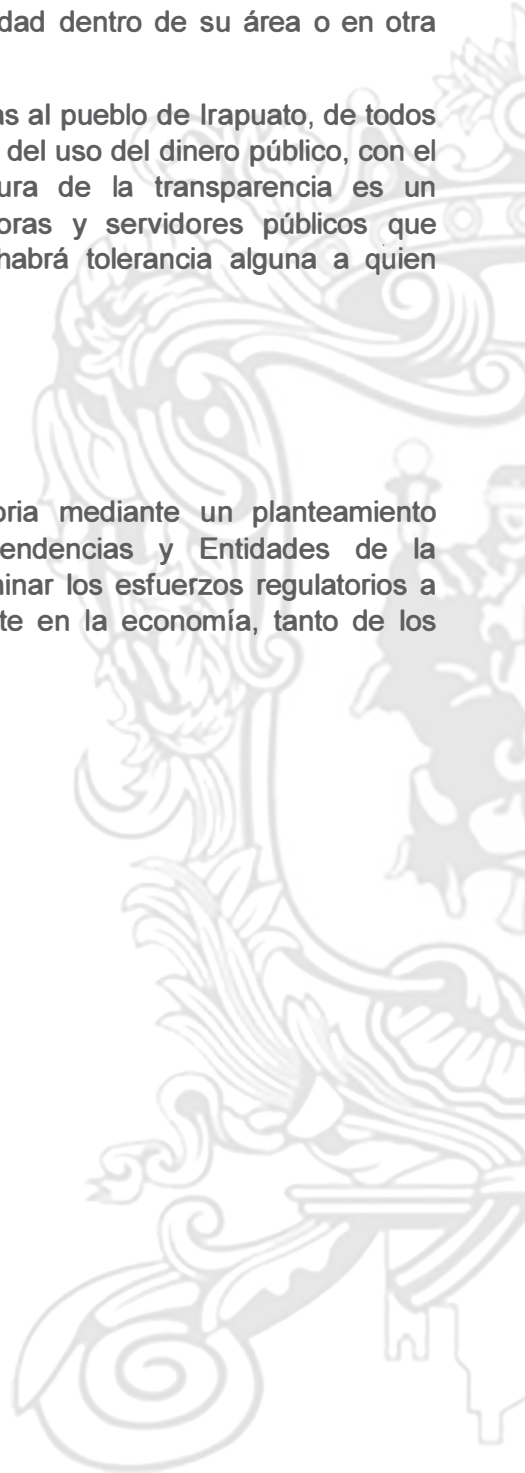 dad dentro de su área o en otra
as al pueblo de Irapuato, de todos
del uso del dinero público, con el
ura de la transparencia es un
oras y servidores públicos que
habrá tolerancia alguna a quien
oria mediante un planteamiento
endencias y Entidades de la
ninar los esfuerzos regulatorios a
te en la economía, tanto de los